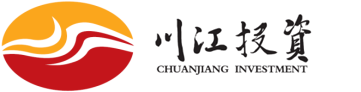 川江投資
CHUANJIANG INVESTMENT